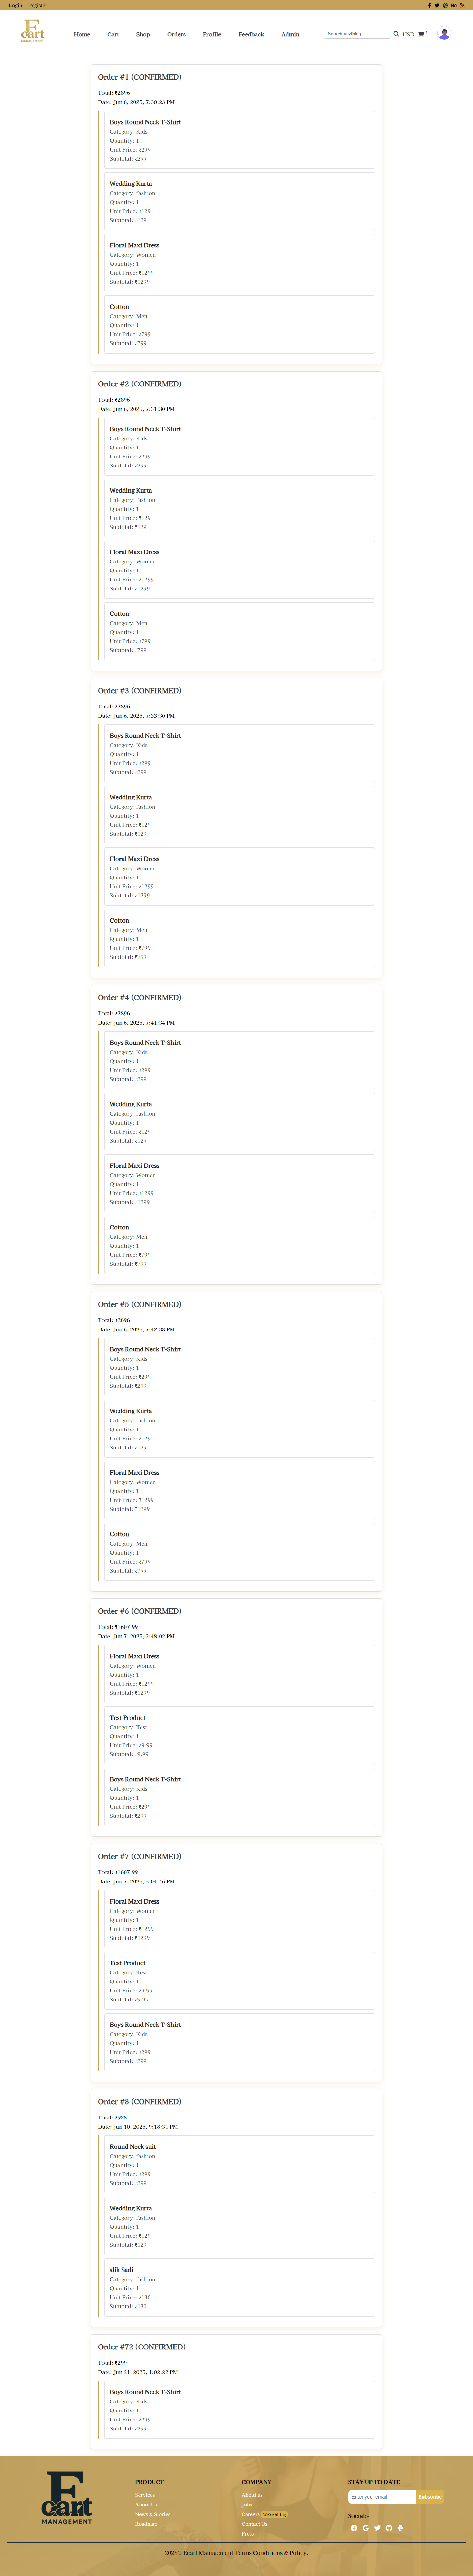 Login | register
Ecart
MANAGEMENT
Home Cart Shop Orders Profile Feedback Admin
Search anything
USD
Order #1 (CONFIRMED)
Total: ₹2896
Date: Jun 6, 2025, 7:30:23 PM
Boys Round Neck T-Shirt
Category: Kids
Quantity: 1
Unit Price: ₹299
Subtotal: ₹299
Wedding Kurta
Category: fashion
Quantity: 1
Unit Price: ₹129
Subtotal: ₹129
Floral Maxi Dress
Category: Women
Quantity: 1
Unit Price: ₹1299
Subtotal: ₹1299
Cotton
Category: Men
Quantity: 1
Unit Price: ₹799
Subtotal: ₹799
Order #2 (CONFIRMED)
Total: ₹2896
Date: Jun 6, 2025, 7:31:30 PM
Boys Round Neck T-Shirt
Category: Kids
Quantity: 1
Unit Price: ₹299
Subtotal: ₹299
Wedding Kurta
Category: fashion
Quantity: 1
Unit Price: ₹129
Subtotal: ₹129
Floral Maxi Dress
Category: Women
Quantity: 1
Unit Price: ₹1299
Subtotal: ₹1299
Cotton
Category: Men
Quantity: 1
Unit Price: ₹799
Subtotal: ₹799
Order #3 (CONFIRMED)
Total: ₹2896
Date: Jun 6, 2025, 7:33:30 PM
Boys Round Neck T-Shirt
Category: Kids
Quantity: 1
Unit Price: ₹299
Subtotal: ₹299
Wedding Kurta
Category: fashion
Quantity: 1
Unit Price: ₹129
Subtotal: ₹129
Floral Maxi Dress
Category: Women
Quantity: 1
Unit Price: ₹1299
Subtotal: ₹1299
Cotton
Category: Men
Quantity: 1
Unit Price: ₹799
Subtotal: ₹799
Order #4 (CONFIRMED)
Total: ₹2896
Date: Jun 6, 2025, 7:41:34 PM
Boys Round Neck T-Shirt
Category: Kids
Quantity: 1
Unit Price: ₹299
Subtotal: ₹299
Wedding Kurta
Category: fashion
Quantity: 1
Unit Price: ₹129
Subtotal: ₹129
Floral Maxi Dress
Category: Women
Quantity: 1
Unit Price: ₹1299
Subtotal: ₹1299
Cotton
Category: Men
Quantity: 1
Unit Price: ₹799
Subtotal: ₹799
Order #5 (CONFIRMED)
Total: ₹2896
Date: Jun 6, 2025, 7:42:38 PM
Boys Round Neck T-Shirt
Category: Kids
Quantity: 1
Unit Price: ₹299
Subtotal: ₹299
Wedding Kurta
Category: fashion
Quantity: 1
Unit Price: ₹129
Subtotal: ₹129
Floral Maxi Dress
Category: Women
Quantity: 1
Unit Price: ₹1299
Subtotal: ₹1299
Cotton
Category: Men
Quantity: 1
Unit Price: ₹799
Subtotal: ₹799
Order #6 (CONFIRMED)
Total: ₹1607.99
Date: Jun 7, 2025, 2:48:02 PM
Floral Maxi Dress
Category: Women
Quantity: 1
Unit Price: ₹1299
Subtotal: ₹1299
Test Product
Category: Test
Quantity: 1
Unit Price: ₹9.99
Subtotal: ₹9.99
Boys Round Neck T-Shirt
Category: Kids
Quantity: 1
Unit Price: ₹299
Subtotal: ₹299
Order #7 (CONFIRMED)
Total: ₹1607.99
Date: Jun 7, 2025, 3:04:46 PM
Floral Maxi Dress
Category: Women
Quantity: 1
Unit Price: ₹1299
Subtotal: ₹1299
Test Product
Category: Test
Quantity: 1
Unit Price: ₹9.99
Subtotal: ₹9.99
Boys Round Neck T-Shirt
Category: Kids
Quantity: 1
Unit Price: ₹299
Subtotal: ₹299
Order #8 (CONFIRMED)
Total: ₹928
Date: Jun 10, 2025, 9:18:31 PM
Round Neck suit
Category: fashion
Quantity: 1
Unit Price: ₹299
Subtotal: ₹299
Wedding Kurta
Category: fashion
Quantity: 1
Unit Price: ₹129
Subtotal: ₹129
slik Sadi
Category: fashion
Quantity: 1
Unit Price: ₹130
Subtotal: ₹130
Order #72 (CONFIRMED)
Total: ₹299
Date: Jun 21, 2025, 1:02:22 PM
Boys Round Neck T-Shirt
Category: Kids
Quantity: 1
Unit Price: ₹299
Subtotal: ₹299
Ecart
MANAGEMENT
PRODUCT
Services
About Us
News & Stories
Roadmap
COMPANY
About us
Jobs
Careers We're hiring
Contact Us
Press
STAY UP TO DATE
Enter your email Subscribe
Social:-
2025© Ecart Management Terms Conditions & Policy.